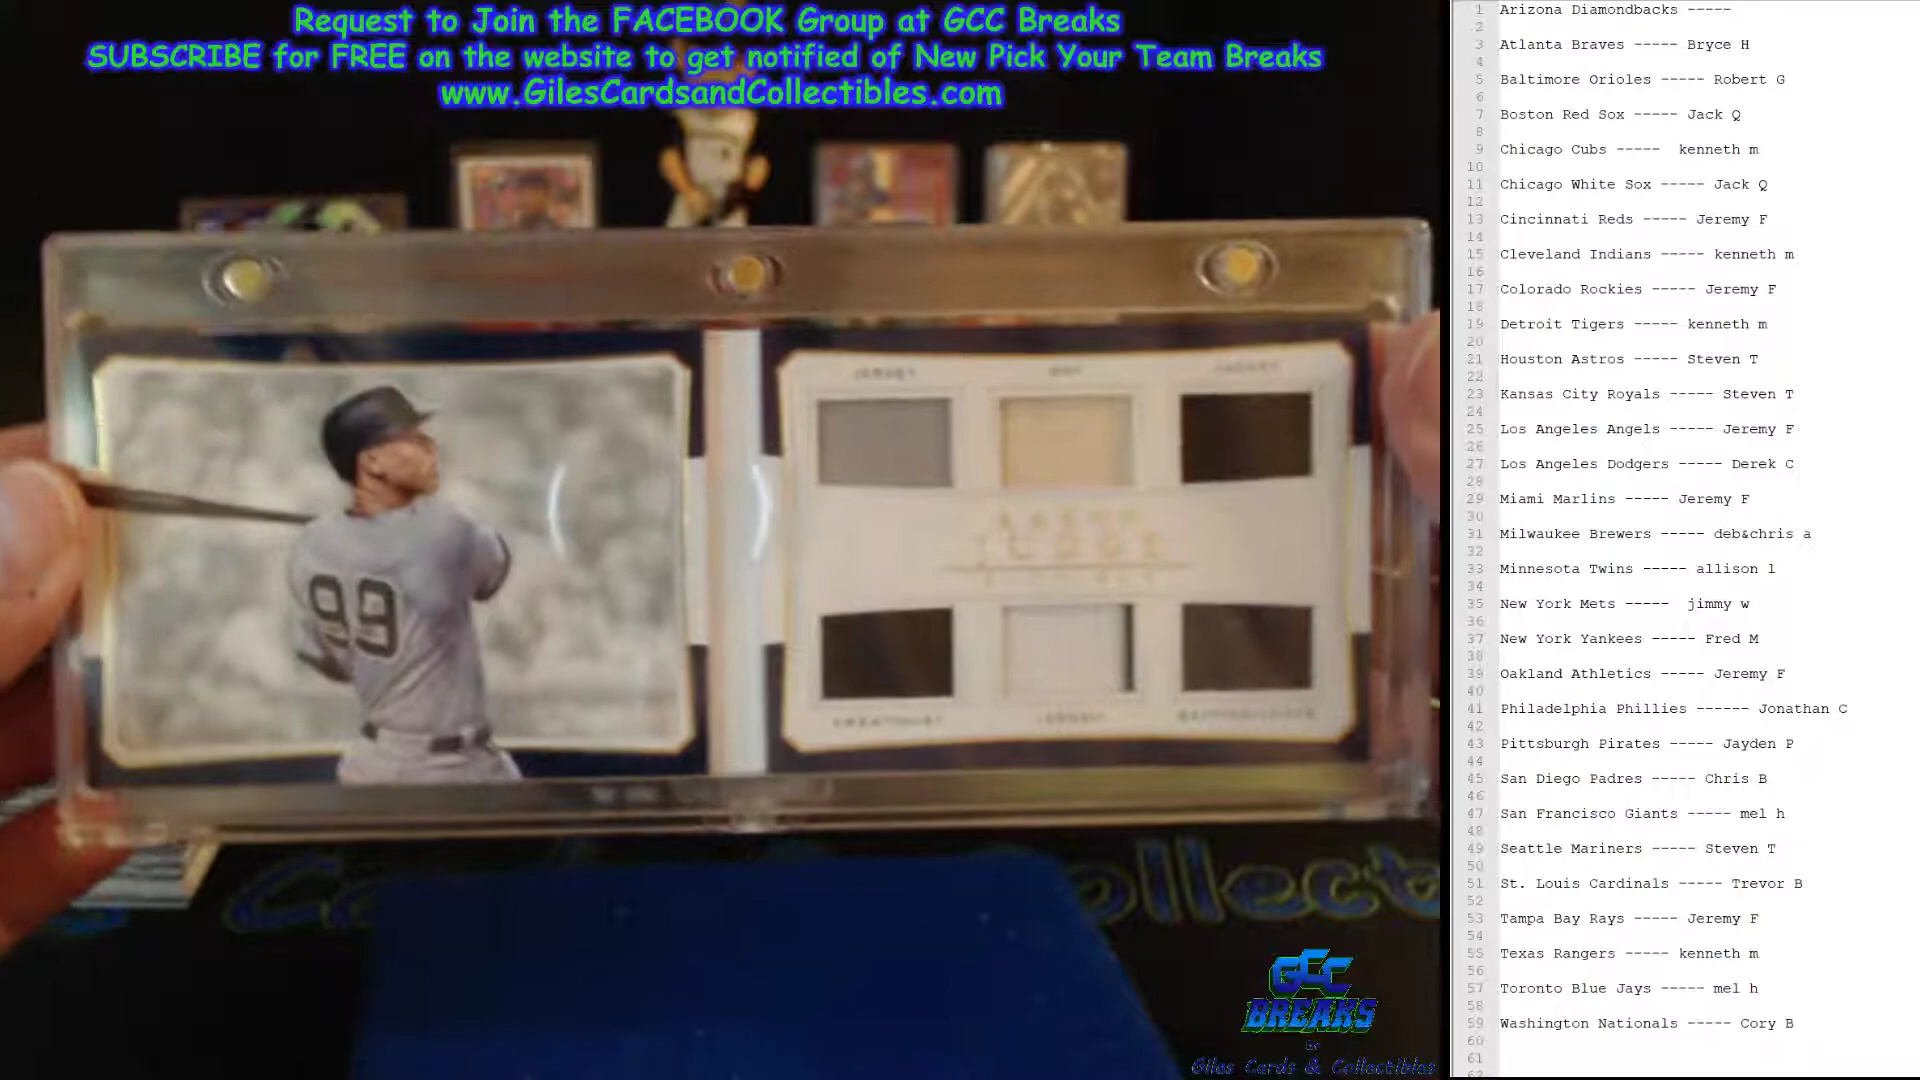 Request to Join the FACEBOOK Group at GCC Breaks
SUBSCRIBE for FREE on the website to get notified of New Pick Your Team Breaks
www.GilesCardsandCollectibles.com
99
GCC
BREAKS
By
Giles Cards & Collectibles
1 Arizona Diamondbacks -----
2
3 Atlanta Braves ----- Bryce H
4
5 Baltimore Orioles ----- Robert G
6
7 Boston Red Sox ----- Jack Q
8
9 Chicago Cubs -----  kenneth m
10
11 Chicago White Sox ----- Jack Q
12
13 Cincinnati Reds ----- Jeremy F
14
15 Cleveland Indians ----- kenneth m
16
17 Colorado Rockies ----- Jeremy F
18
19 Detroit Tigers ----- kenneth m
20
21 Houston Astros ----- Steven T
22
23 Kansas City Royals ----- Steven T
24
25 Los Angeles Angels ----- Jeremy F
26
27 Los Angeles Dodgers ----- Derek C
28
29 Miami Marlins ----- Jeremy F
30
31 Milwaukee Brewers ----- deb&chris a
32
33 Minnesota Twins ----- allison l
34
35 New York Mets -----  jimmy w
36
37 New York Yankees ----- Fred M
38
39 Oakland Athletics ----- Jeremy F
40
41 Philadelphia Phillies ------ Jonathan C
42
43 Pittsburgh Pirates ----- Jayden P
44
45 San Diego Padres ----- Chris B
46
47 San Francisco Giants ----- mel h
48
49 Seattle Mariners ----- Steven T
50
51 St. Louis Cardinals ----- Trevor B
52
53 Tampa Bay Rays ----- Jeremy F
54
55 Texas Rangers ----- kenneth m
56
57 Toronto Blue Jays ----- mel h
58
59 Washington Nationals ----- Cory B
60
61